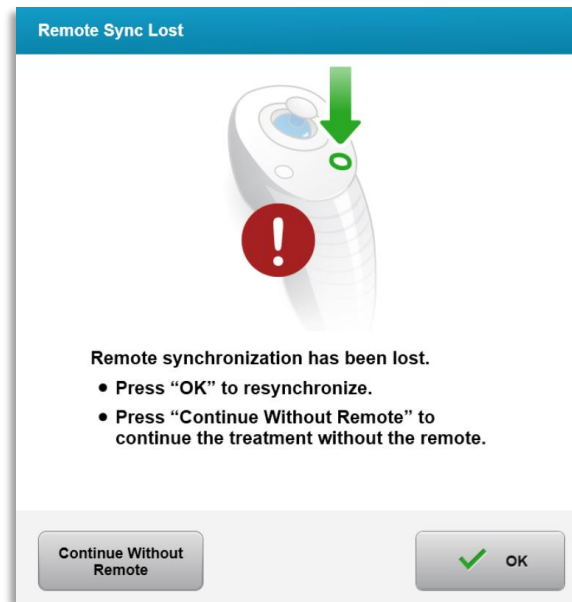 Remote Sync Lost
Remote synchronization has been lost.
• Press “OK” to resynchronize.
• Press “Continue Without Remote” to
continue the treatment without the remote.
Continue Without
Remote
OK